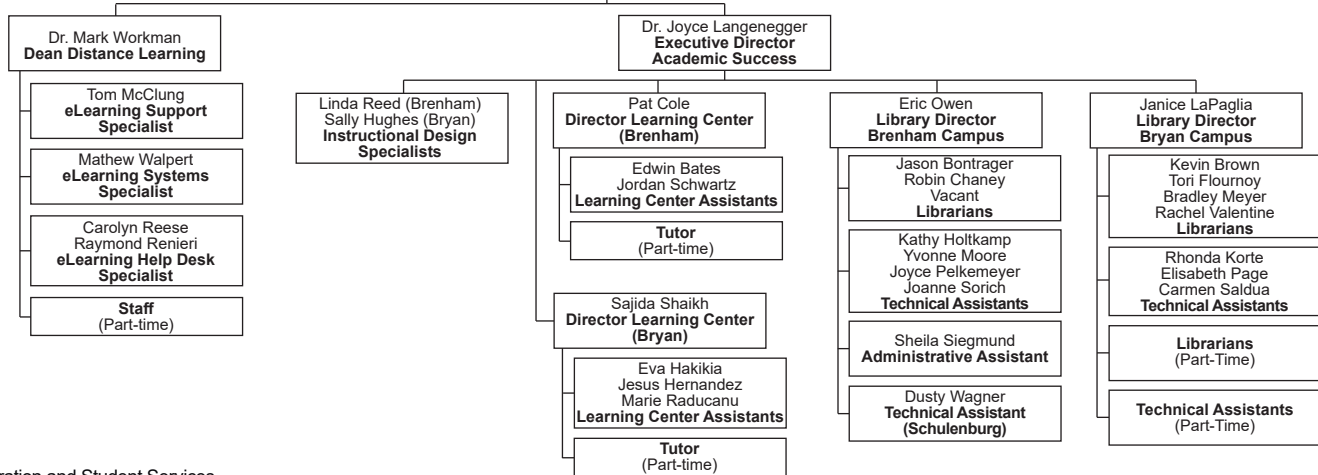 Dr. Mark Workman
Dean Distance Learning
Tom McClung
eLearning Support
Specialist
Mathew Walpert
eLearning Systems
Specialist
Carolyn Reese
Raymond Renieri
eLearning Help Desk
Specialist
Staff
(Part-time)
Dr. Joyce Langenegger
Executive Director
Academic Success
Linda Reed (Brenham)
Sally Hughes (Bryan)
Instructional Design
Specialists
Pat Cole
Director Learning Center
(Brenham)
Edwin Bates
Jordan Schwartz
Learning Center Assistants
Tutor
(Part-time)
Sajida Shaikh
Director Learning Center
(Bryan)
Eva Hakikia
Jesus Hernandez
Marie Raducanu
Learning Center Assistants
Tutor
(Part-time)
Eric Owen
Library Director
Brenham Campus
Jason Bontrager
Robin Chaney
Vacant
Librarians
Kathy Holtkamp
Yvonne Moore
Joyce Pelkemeyer
Joanne Sorich
Technical Assistants
Sheila Siegmund
Administrative Assistant
Dusty Wagner
Technical Assistant
(Schulenburg)
Janice LaPaglia
Library Director
Bryan Campus
Kevin Brown
Tori Flournoy
Bradley Meyer
Rachel Valentine
Librarians
Rhonda Korte
Elisabeth Page
Carmen Saldua
Technical Assistants
Librarians
(Part-Time)
Technical Assistants
(Part-Time)
and Student Services